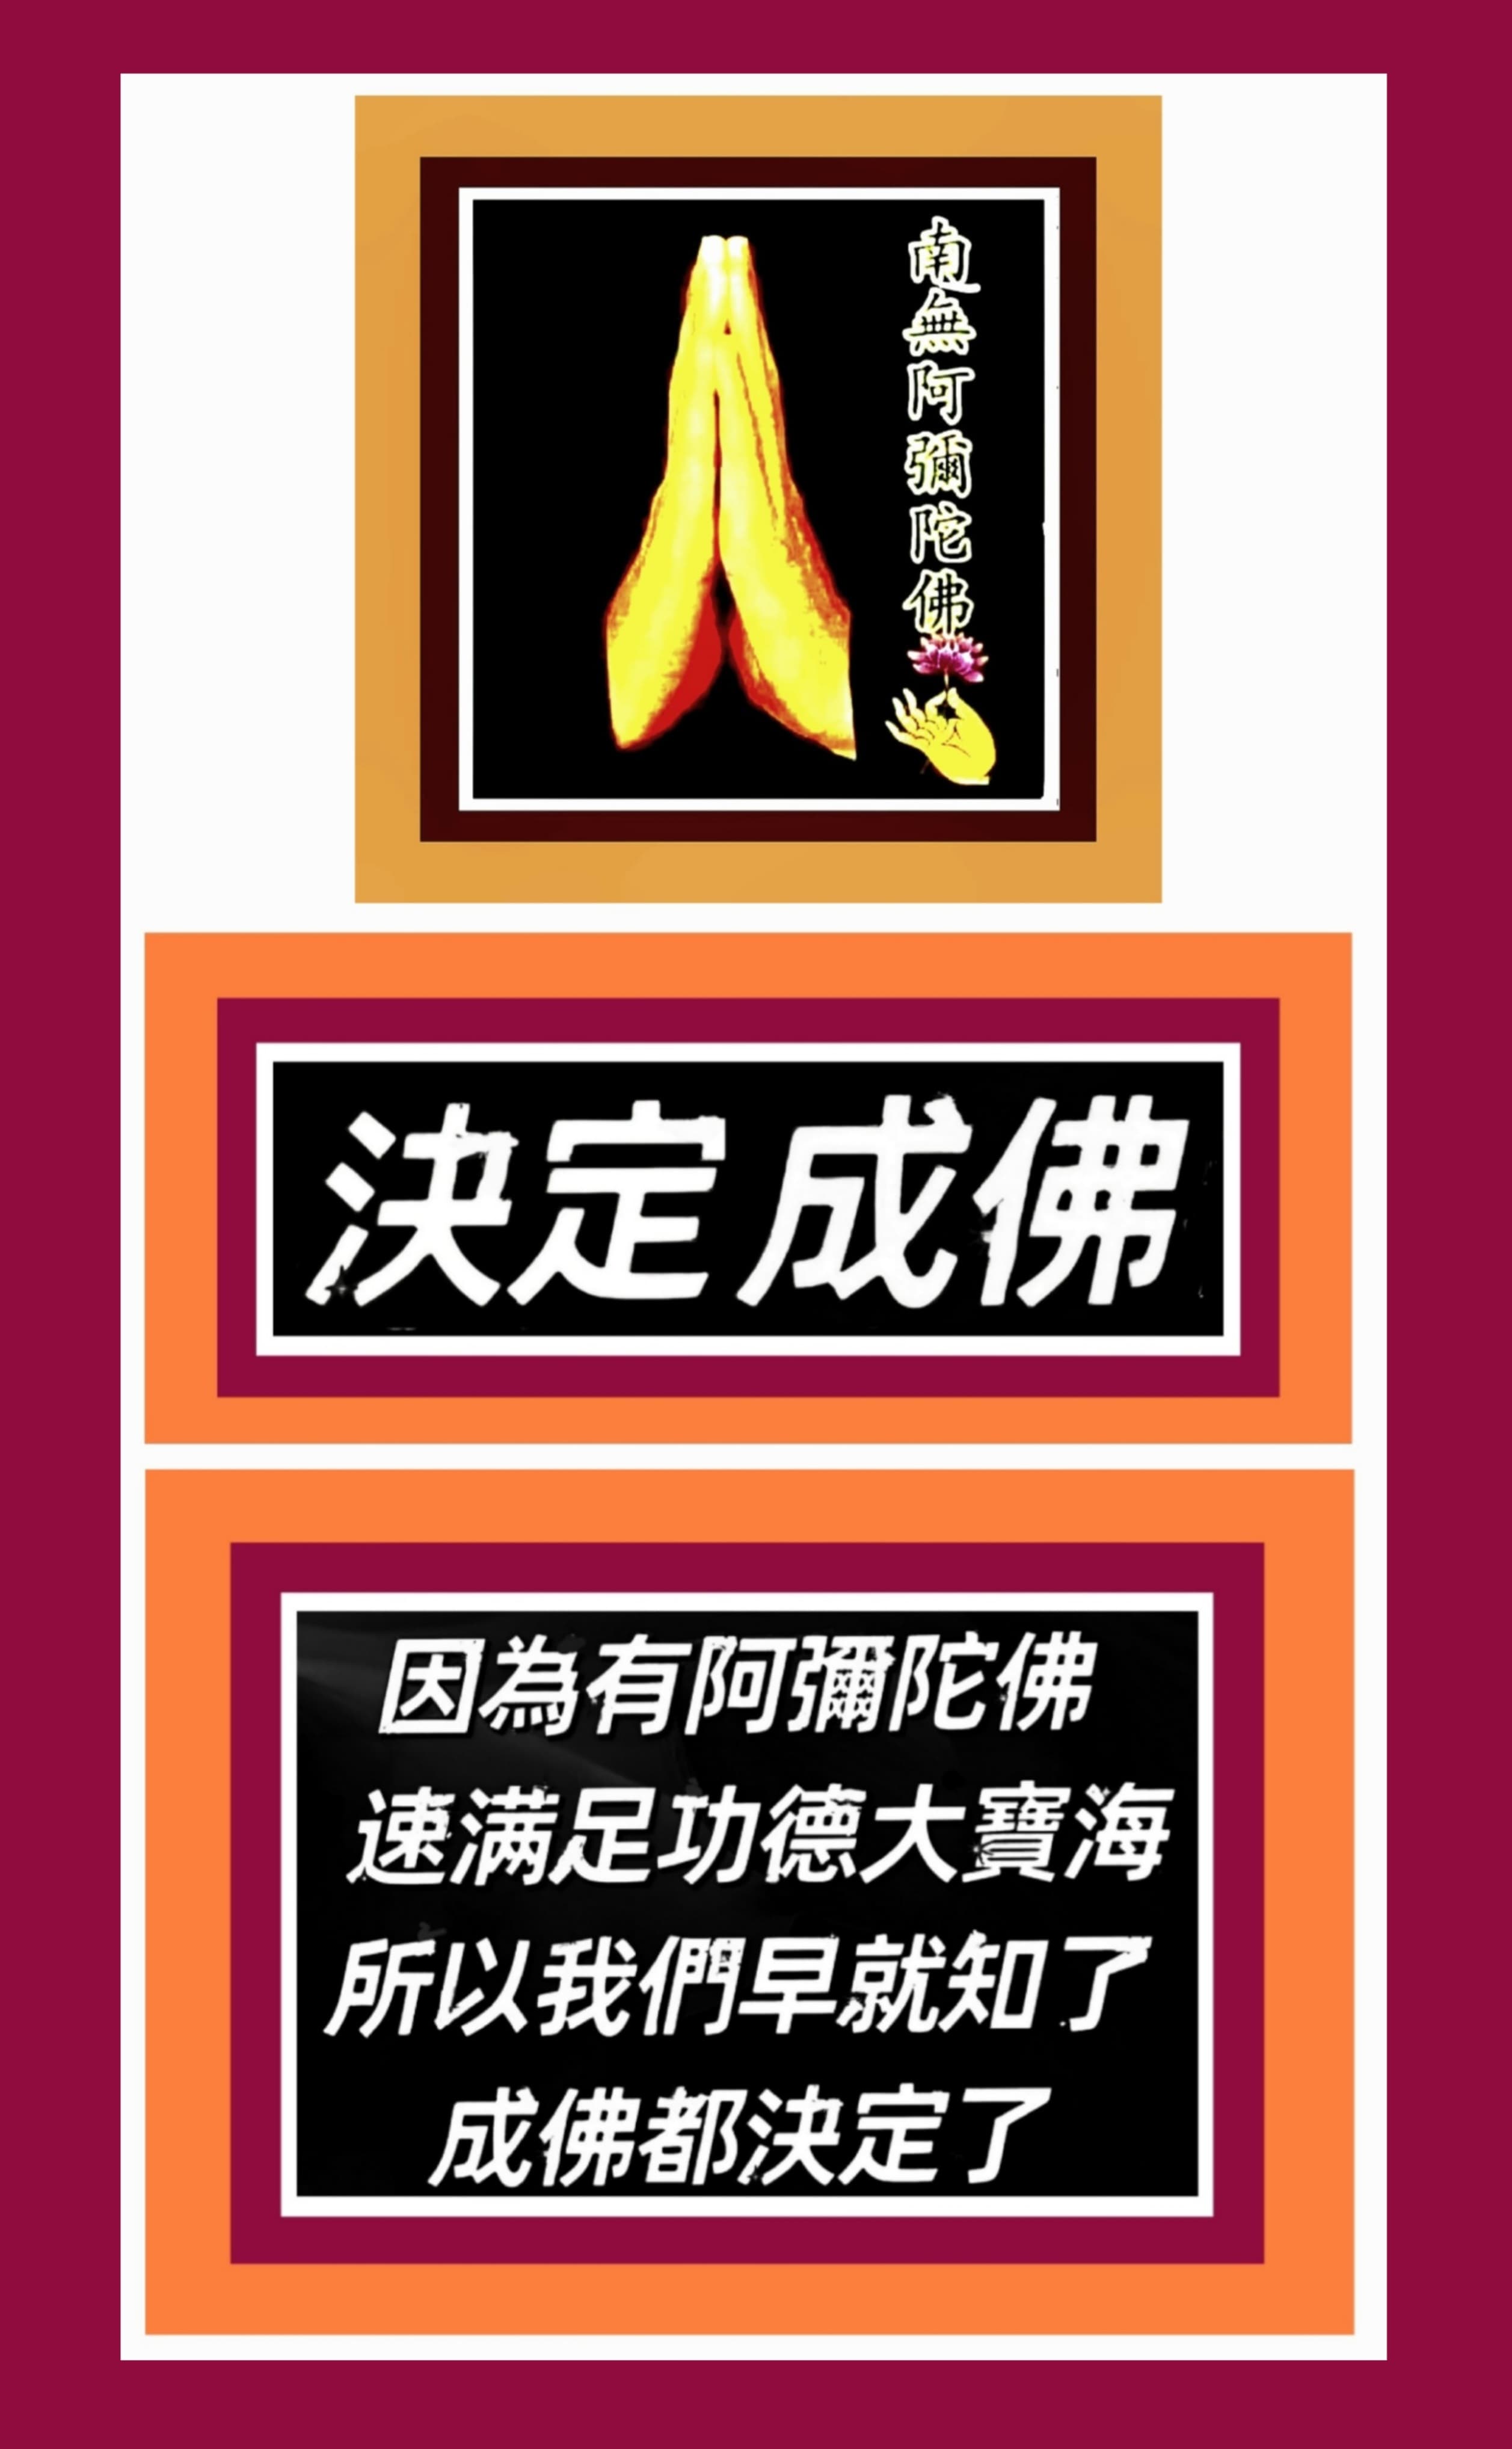 南無阿彌陀佛
決定成佛
因為有阿彌陀佛
速满足功德大寶海
所以我們早就知了
成佛都決定了